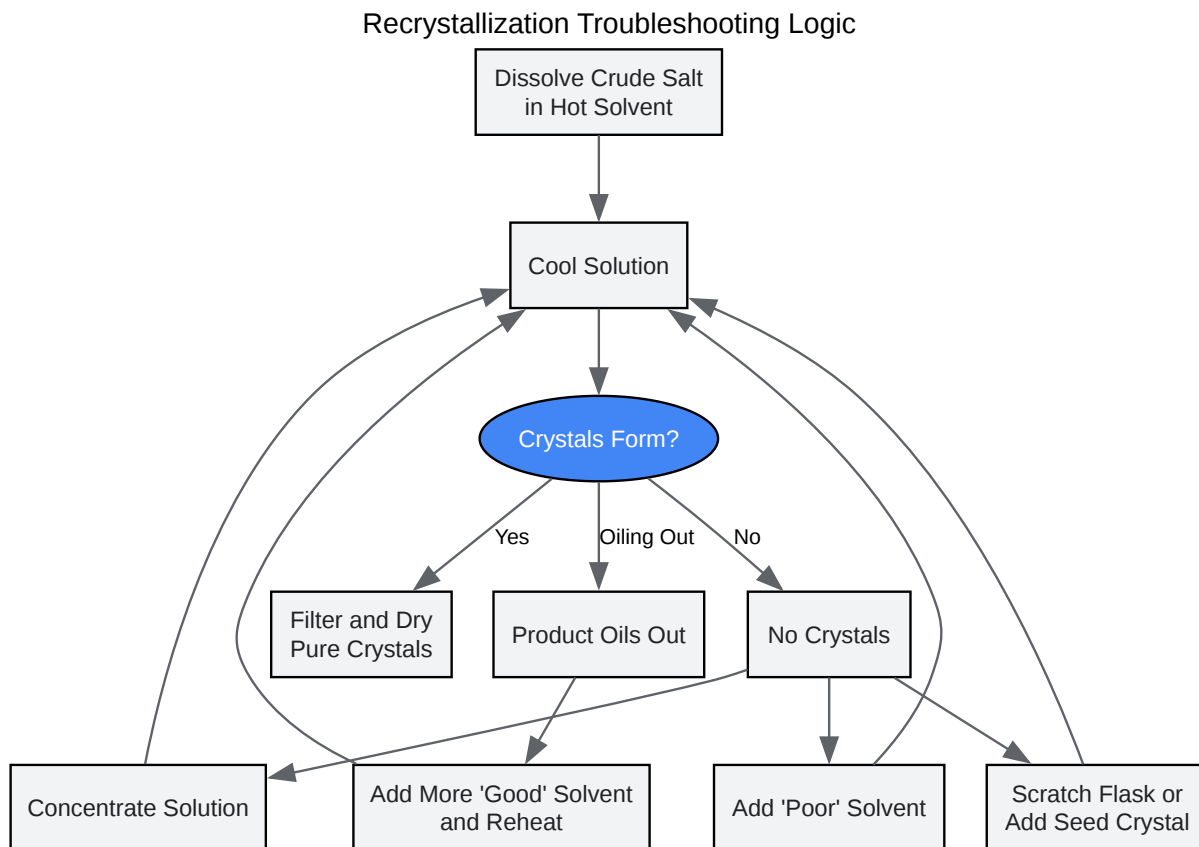 Recrystallization Troubleshooting Logic
Dissolve Crude Salt
in Hot Solvent
Cool Solution
Crystals Form?
Yes
Oiling Out
No
Filter and Dry
Pure Crystals
Product Oils Out
No Crystals
Concentrate Solution
Add More 'Good' Solvent
and Reheat
Add 'Poor' Solvent
Scratch Flask or
Add Seed Crystal